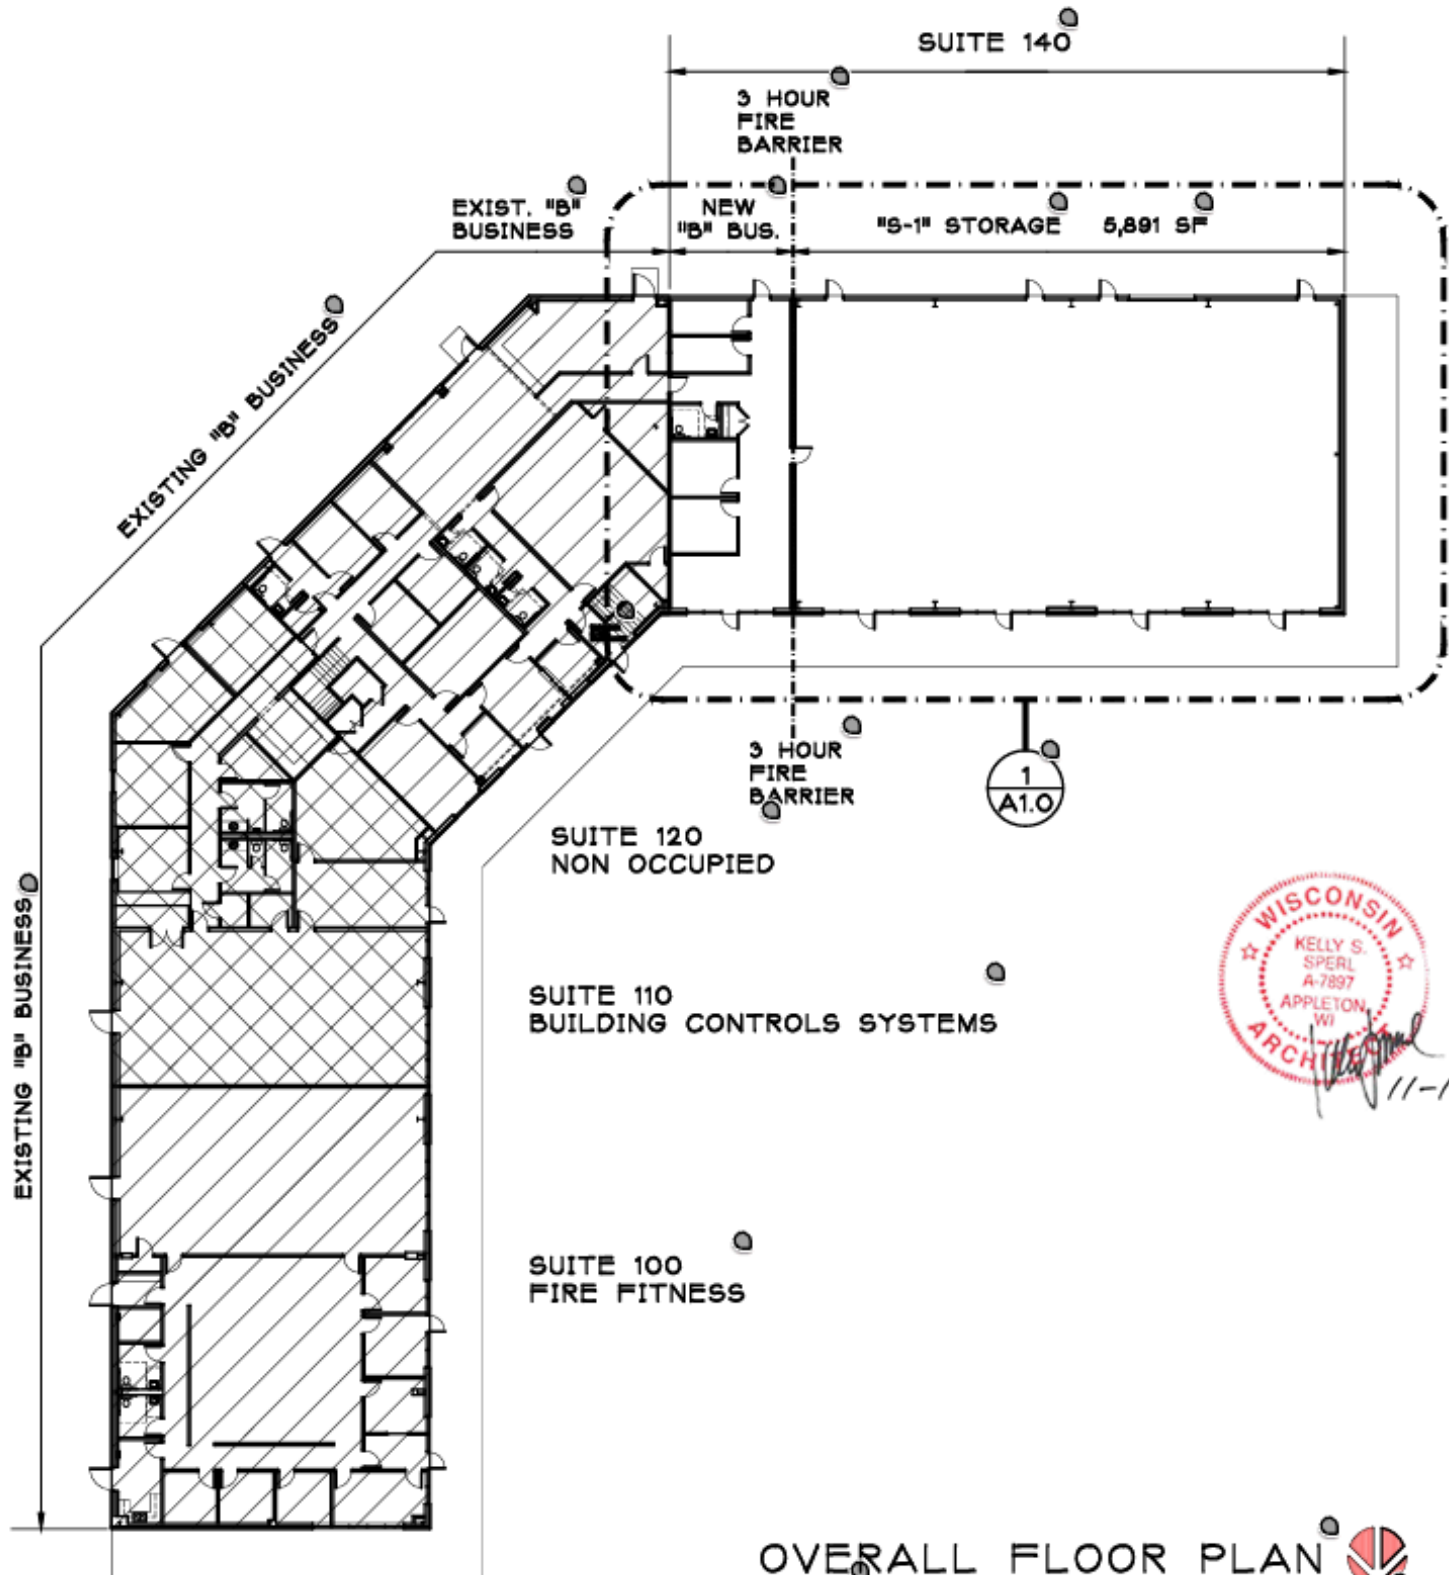 SUITE 140
3 HOUR
FIRE
BARRIER
EXIST. "B"
BUSINESS
NEW
"B" BUS.
"S-1" STORAGE 5,891 SF
EXISTING "B" BUSINESS
EXISTING "B" BUSINESS
3 HOUR
FIRE
BARRIER
1
A1.0
SUITE 120
NON OCCUPIED
SUITE 110
BUILDING CONTROLS SYSTEMS
SUITE 100
FIRE FITNESS
WISCONSIN
KELLY S.
SPERL
A-7897
APPLETON,
WI
ARCHITECT
OVERALL FLOOR PLAN